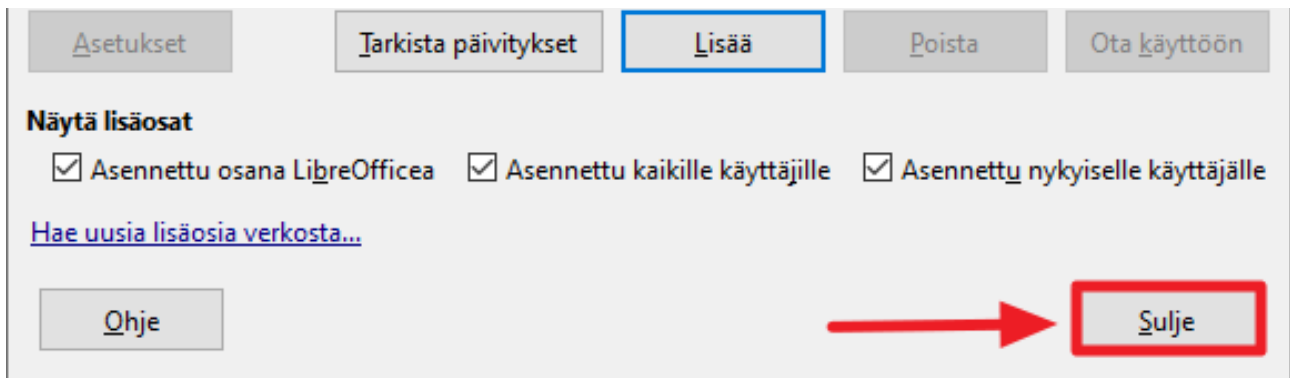 Asetukset Tarkista päivitykset Lisää Poista Ota käyttöön
Näytä lisäosat
Asennettu osana LibreOfficea Asennettu kaikille käyttäjille Asennettu nykyiselle käyttäjälle
Hae uusia lisäosia verkosta...
Ohje Sulje